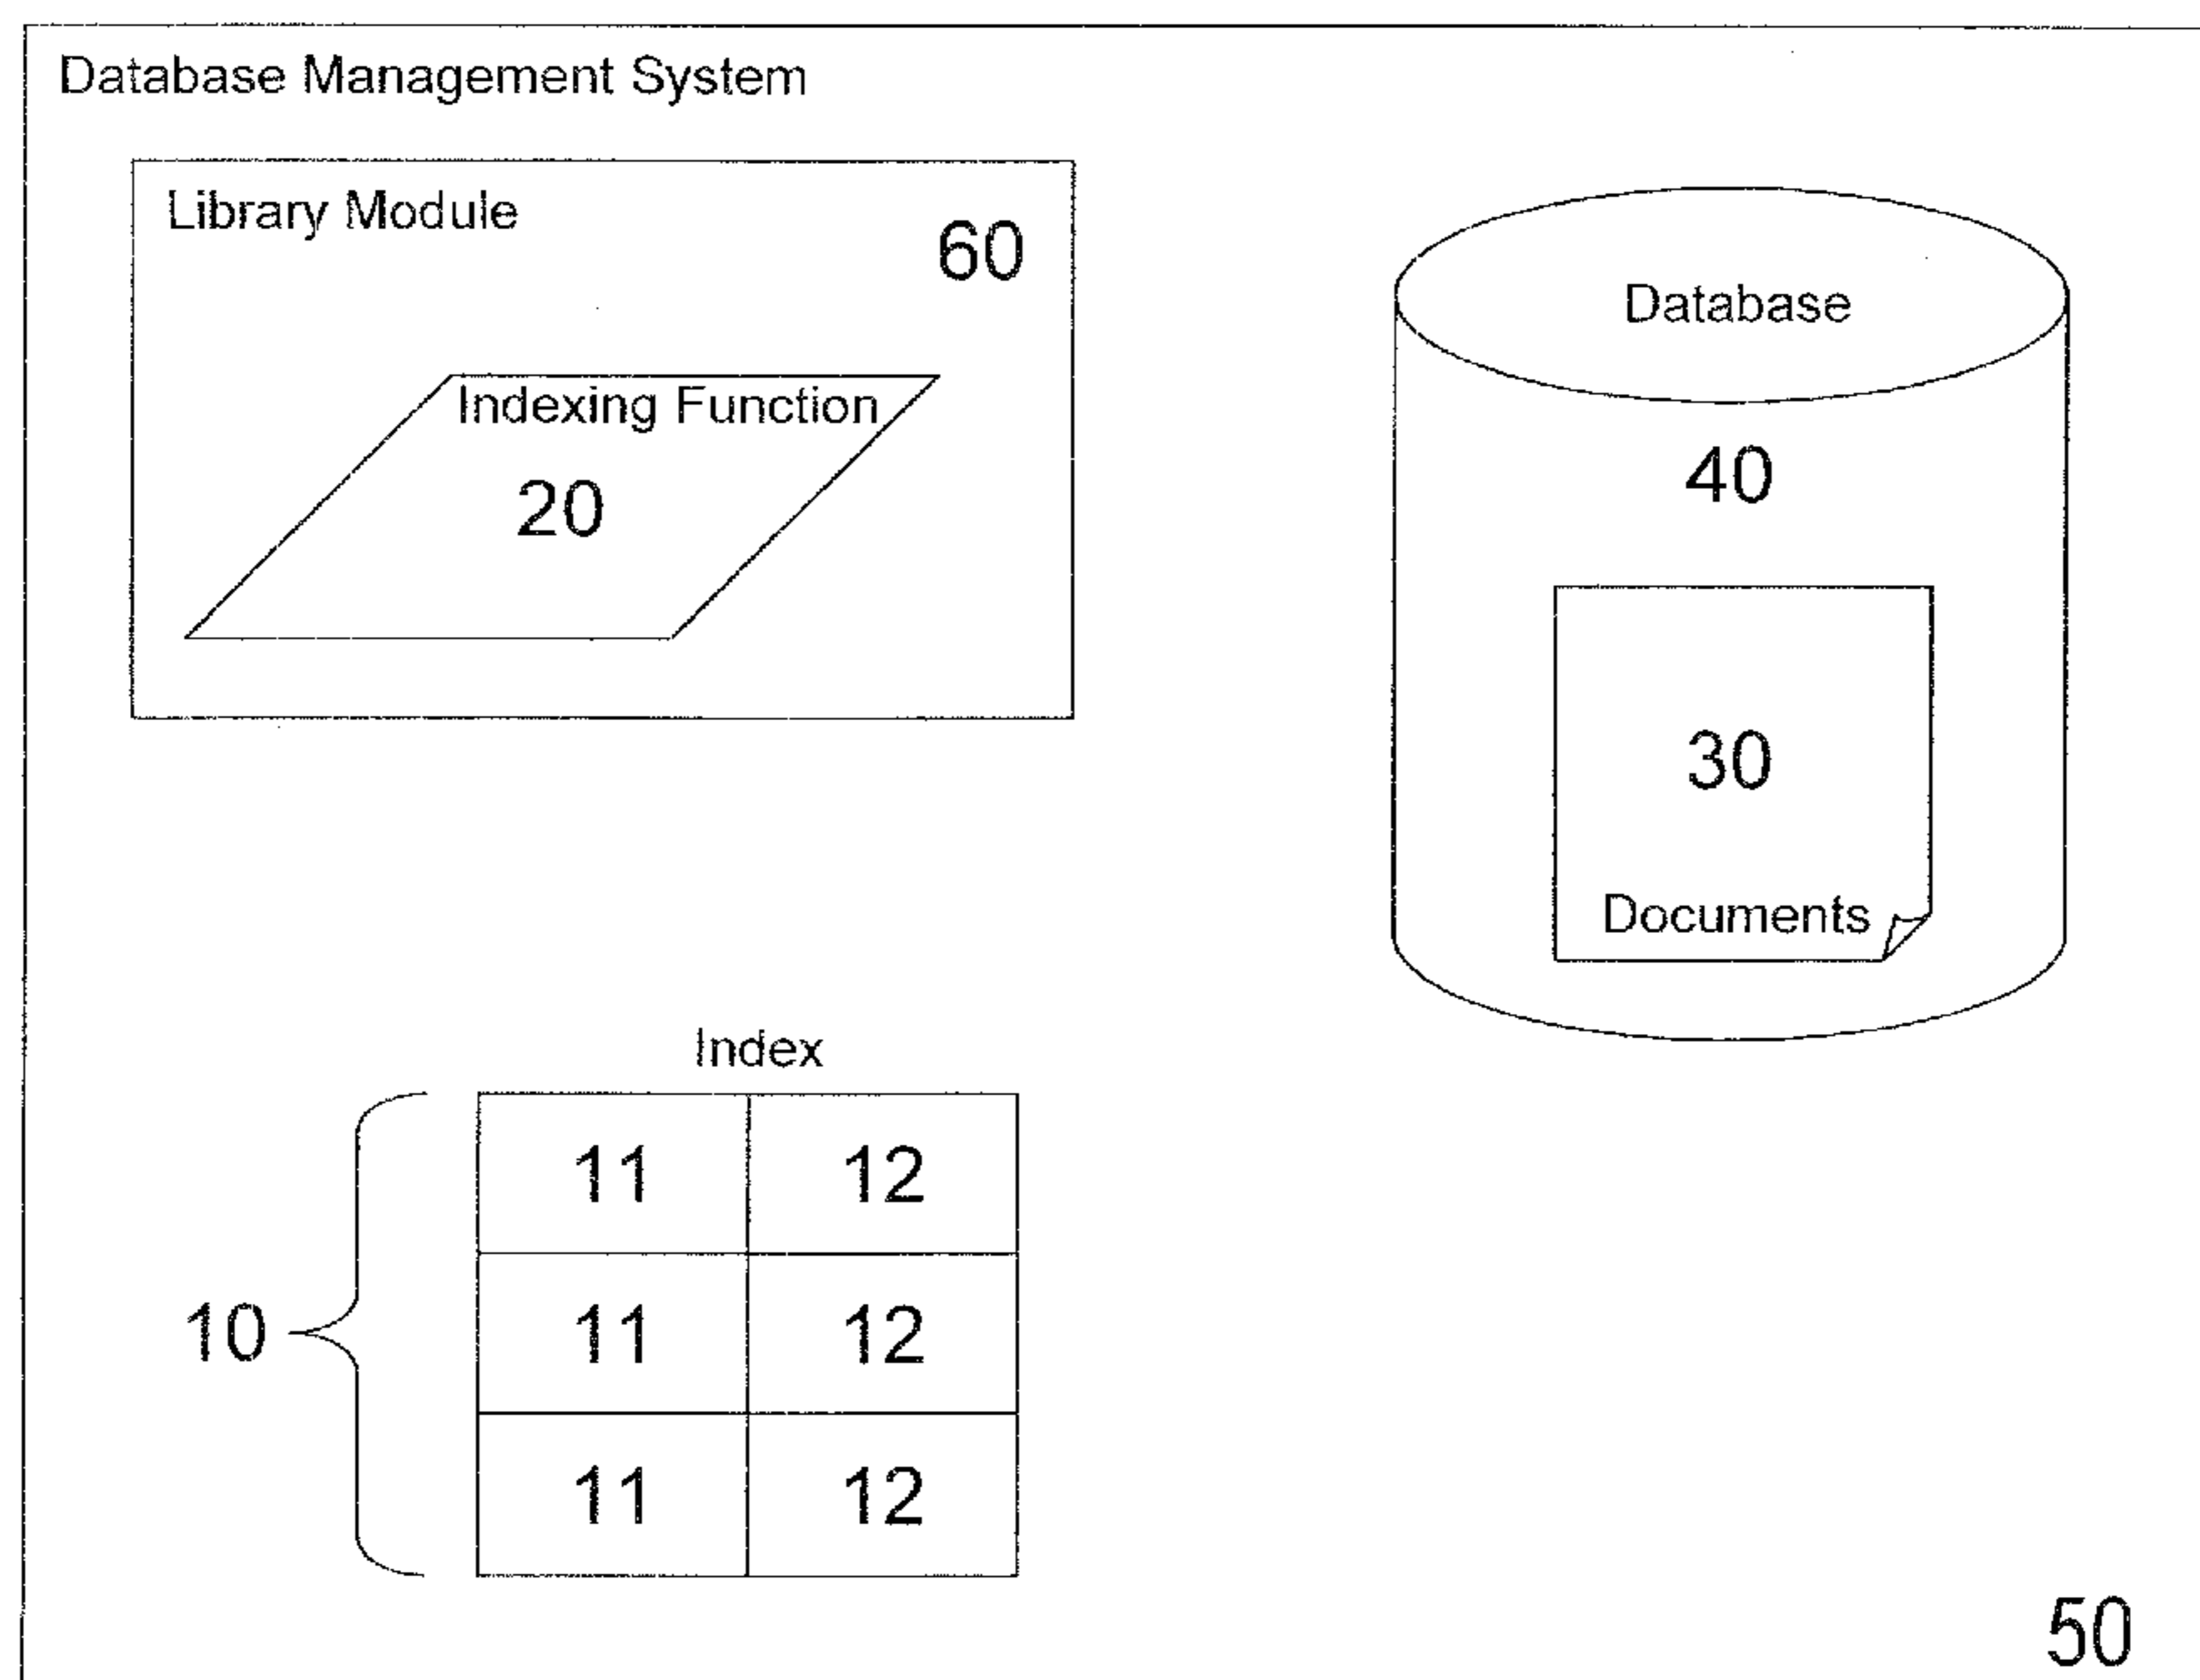 Database Management System
Library Module
60
Indexing Function
20
Database
40
30
Documents
Index
10
11 12
11 12
11 12
50